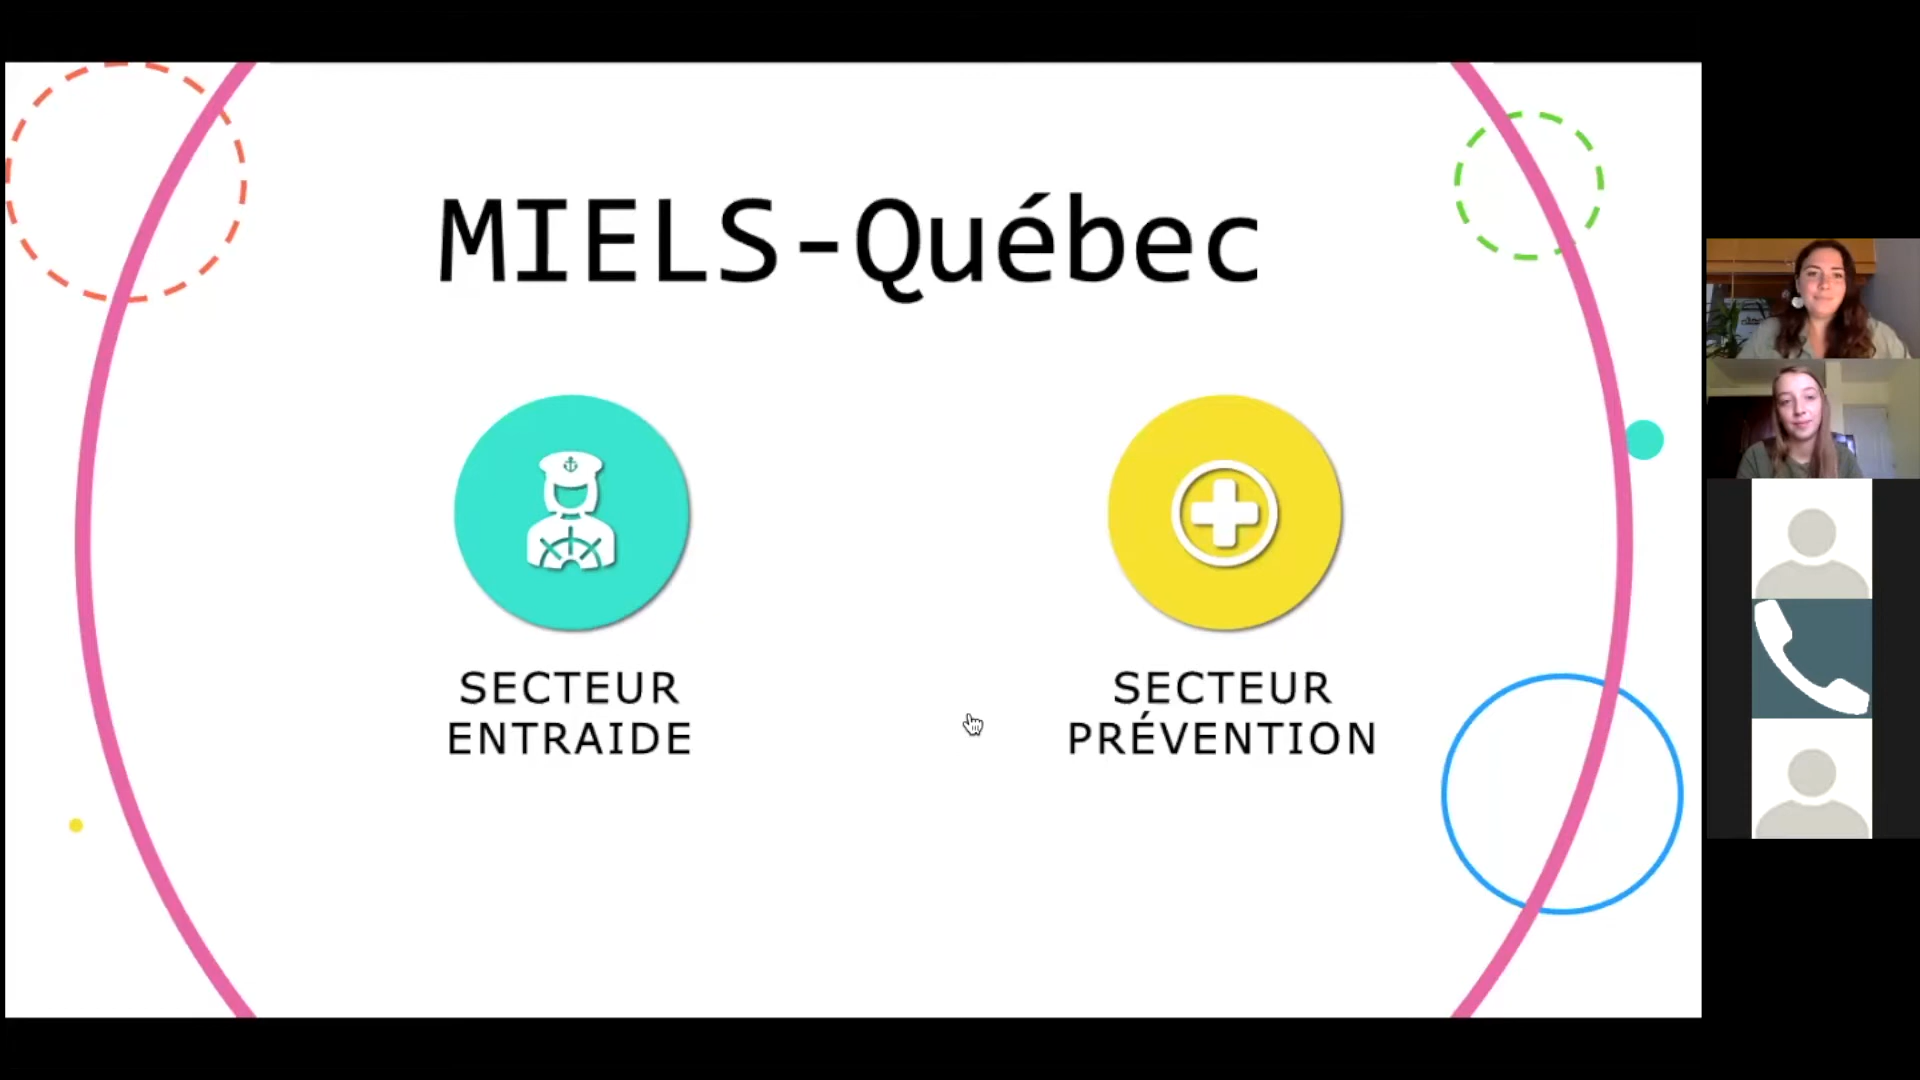 MIELS-Québec
SECTEUR
ENTRAIDE
SECTEUR
PRÉVENTION